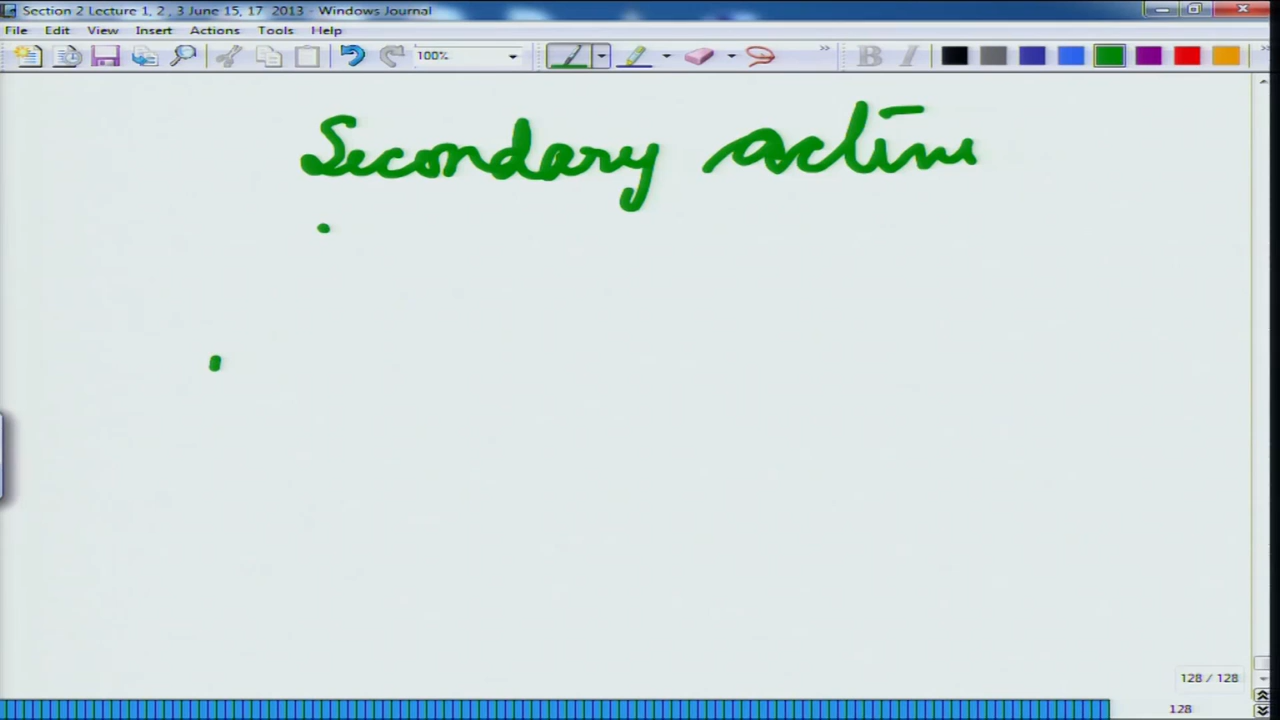 Section 2 Lecture 1, 2 , 3 June 15, 17 2013 - Windows Journal
File Edit View Insert Actions Tools Help
100% B I
Secondary active
128 / 128
128